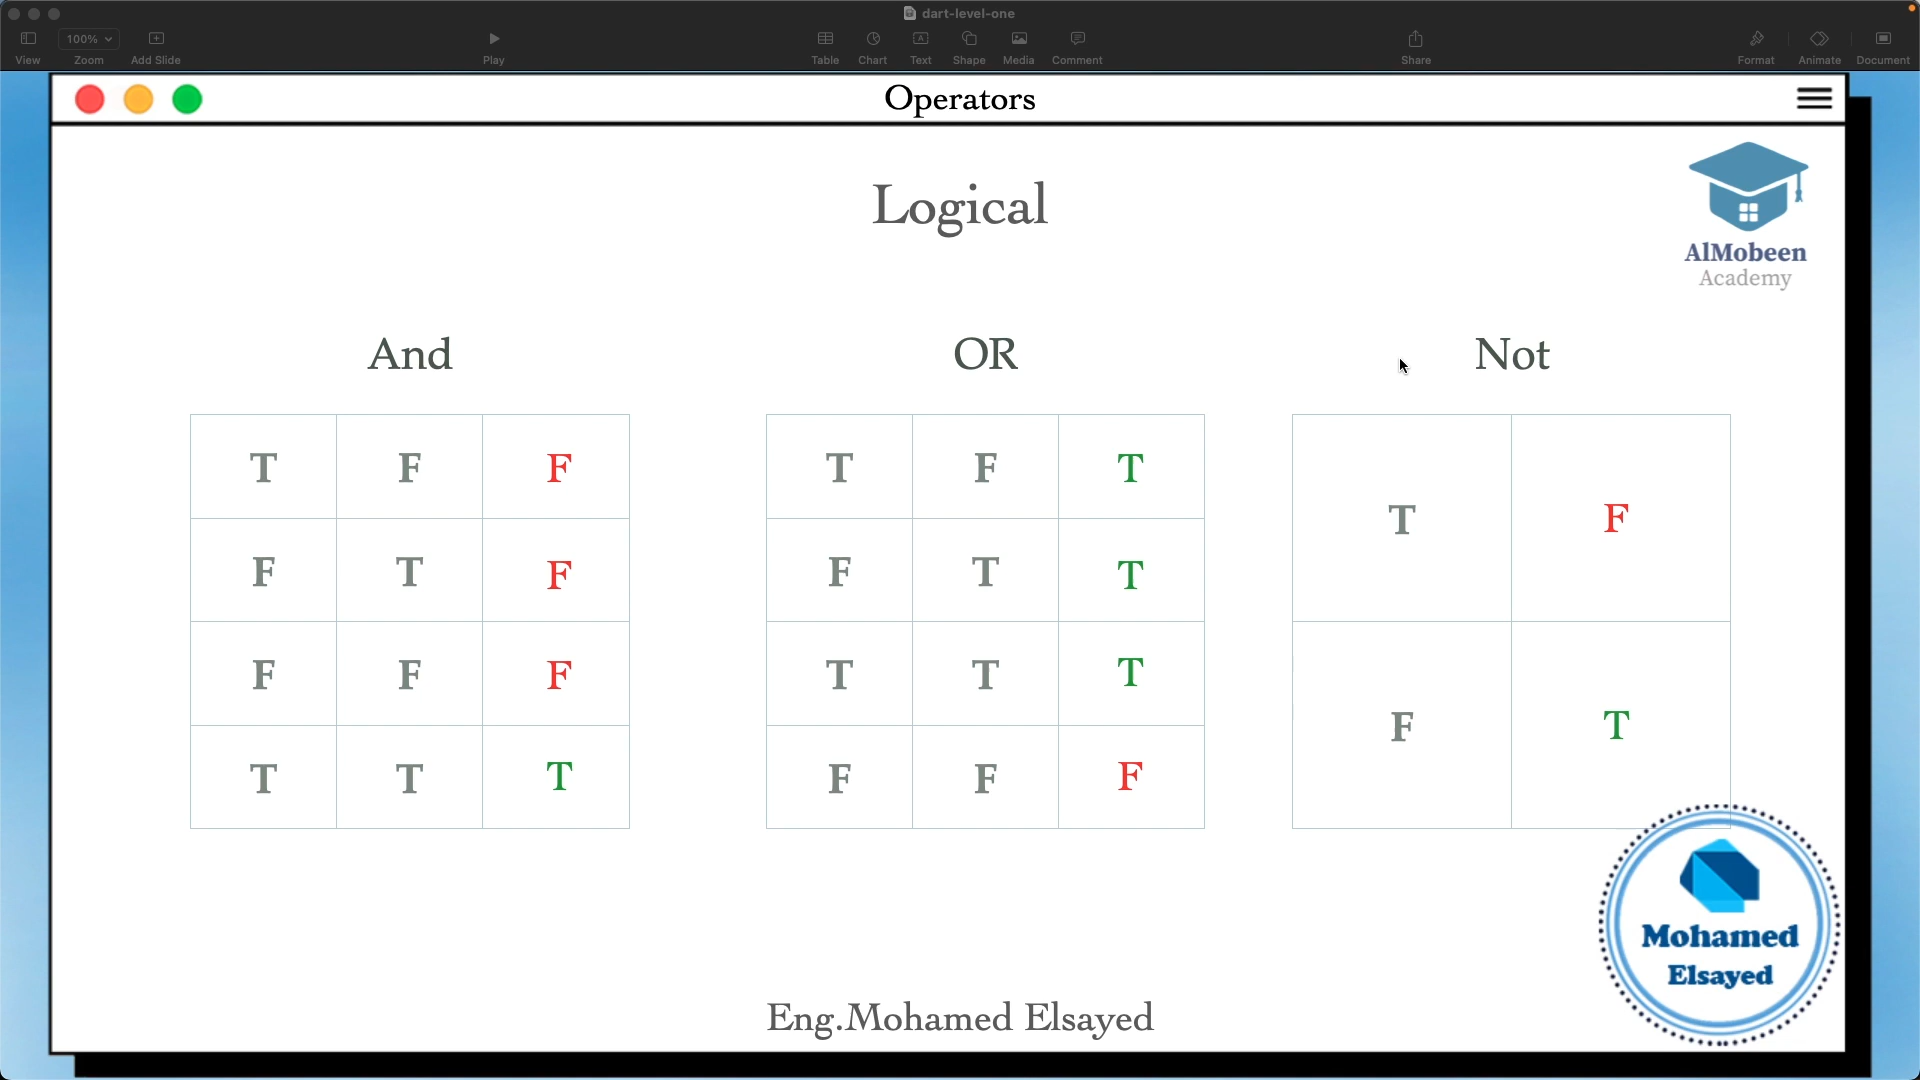 dart-level-one
100%
View Zoom Add Slide Play Table Chart Text Shape Media Comment Share Format Animate Document
Operators
Logical
AlMobeen
Academy
And
T F F
F T F
F F F
T T T
OR
T F T
F T T
T T T
F F F
Not
T F
F T
Mohamed
Elsayed
Eng.Mohamed Elsayed